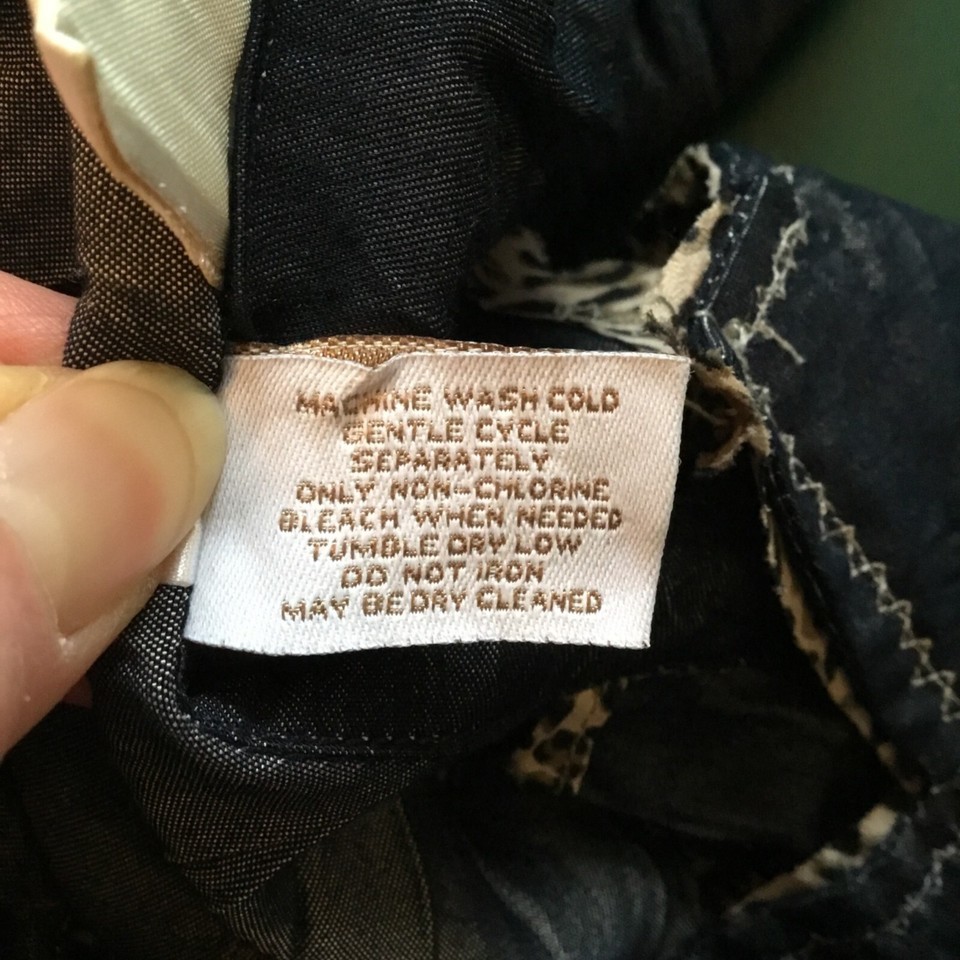 MACHINE WASH COLD
GENTLE CYCLE
SEPARATELY
ONLY NON-CHLORINE
BLEACH WHEN NEEDED
TUMBLE DRY LOW
DO NOT IRON
MAY BE DRY CLEANED